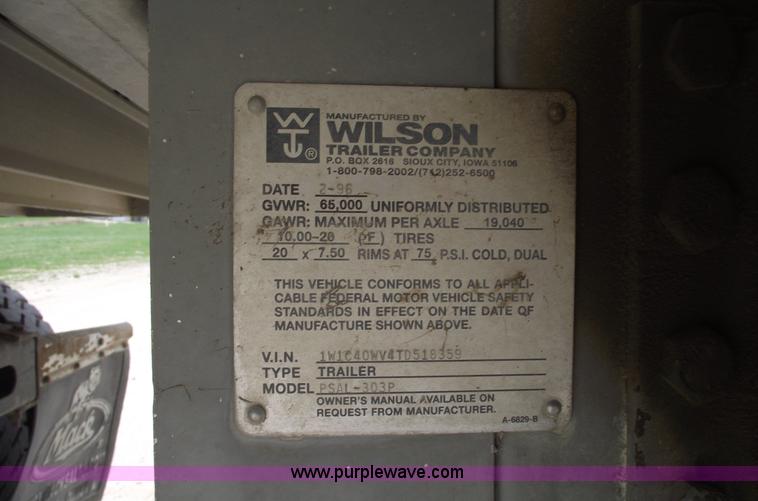 MANUFACTURED BY
WILSON
TRAILER COMPANY
P.O. BOX 2616 SIOUX CITY, IOWA 51106
1-800-798-2002/(712)252-6500
DATE 2-96
GVWR: 65,000 UNIFORMLY DISTRIBUTED
GAWR: MAXIMUM PER AXLE 19,040
10.00-20 (F) TIRES
20 x 7.50 RIMS AT 75 P.S.I. COLD, DUAL
THIS VEHICLE CONFORMS TO ALL APPLI-
CABLE FEDERAL MOTOR VEHICLE SAFETY
STANDARDS IN EFFECT ON THE DATE OF
MANUFACTURE SHOWN ABOVE.
V.I.N. 1W1C4OWV4TD518359
TYPE TRAILER
MODEL PSAL-303P
OWNER'S MANUAL AVAILABLE ON
REQUEST FROM MANUFACTURER.
A-6829-B
Mack
www.purplewave.com